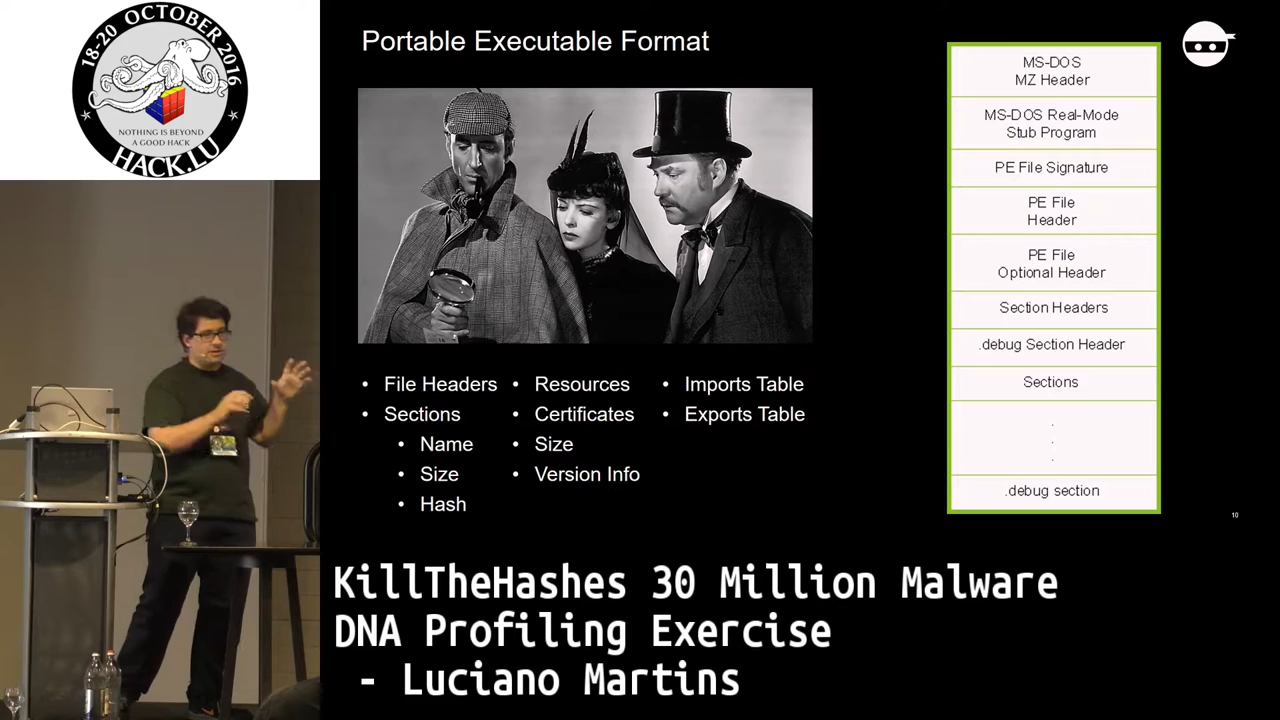 18-20 OCTOBER 2016
NOTHING IS BEYOND
A GOOD HACK
HACK.LU
Portable Executable Format
• File Headers
• Sections
• Name
• Size
• Hash
• Resources
• Certificates
• Size
• Version Info
• Imports Table
• Exports Table
MS-DOS
MZ Header
MS-DOS Real-Mode
Stub Program
PE File Signature
PE File
Header
PE File
Optional Header
Section Headers
.debug Section Header
Sections
.
.
.
.debug section
10
KillTheHashes 30 Million Malware
DNA Profiling Exercise
- Luciano Martins